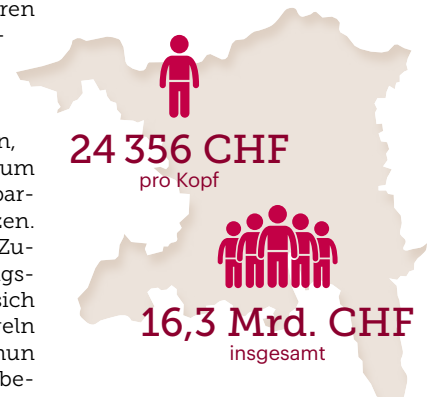 ren
-
n,
um
par-
zen.
Zu-
ngs-
sich
eln
nun
be-
24 356 CHF
pro Kopf
16,3 Mrd. CHF
insgesamt